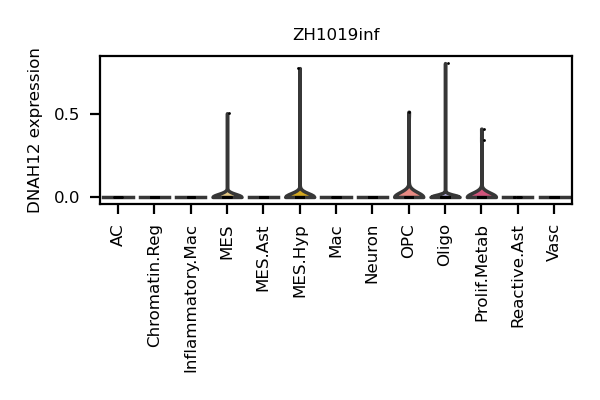 ZH1019inf
DNAH12 expression
0.5
0.0
AC
Chromatin.Reg
Inflammatory.Mac
MES
MES.Ast
MES.Hyp
Mac
Neuron
OPC
Oligo
Prolif.Metab
Reactive.Ast
Vasc